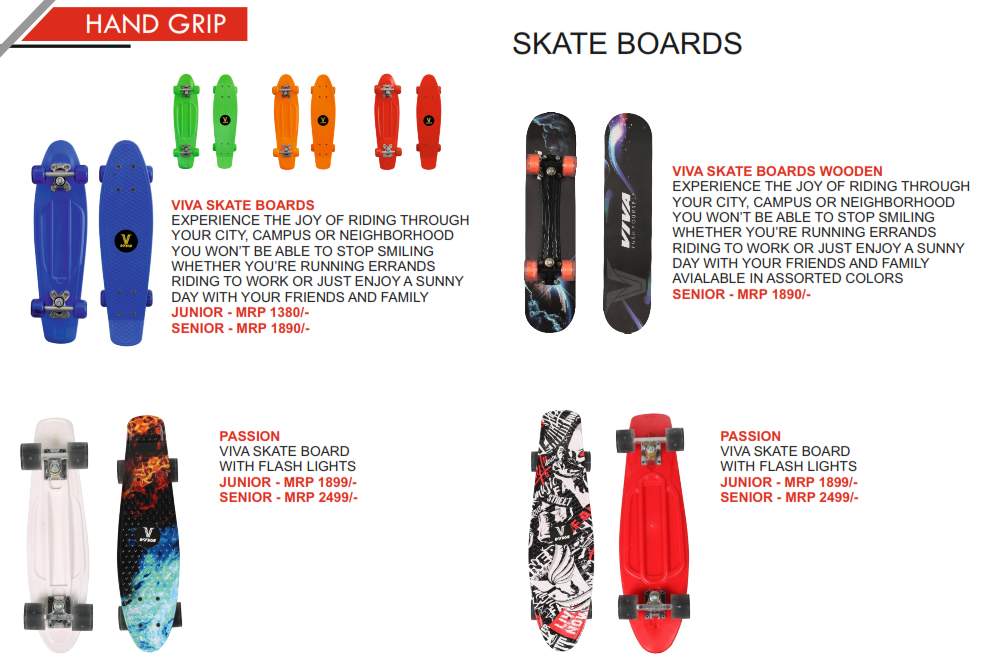 HAND GRIP
SKATE BOARDS
VIVA SKATE BOARDS
EXPERIENCE THE JOY OF RIDING THROUGH
YOUR CITY, CAMPUS OR NEIGHBORHOOD
YOU WON'T BE ABLE TO STOP SMILING
WHETHER YOU'RE RUNNING ERRANDS
RIDING TO WORK OR JUST ENJOY A SUNNY
DAY WITH YOUR FRIENDS AND FAMILY
JUNIOR - MRP 1380/-
SENIOR - MRP 1890/-
VIVA
VIVA SKATE BOARDS WOODEN
EXPERIENCE THE JOY OF RIDING THROUGH
YOUR CITY, CAMPUS OR NEIGHBORHOOD
YOU WON'T BE ABLE TO STOP SMILING
WHETHER YOU'RE RUNNING ERRANDS
RIDING TO WORK OR JUST ENJOY A SUNNY
DAY WITH YOUR FRIENDS AND FAMILY
AVIALABLE IN ASSORTED COLORS
SENIOR - MRP 1890/-
PASSION
VIVA SKATE BOARD
WITH FLASH LIGHTS
JUNIOR - MRP 1899/-
SENIOR - MRP 2499/-
STREET
PASSION
VIVA SKATE BOARD
WITH FLASH LIGHTS
JUNIOR - MRP 1899/-
SENIOR - MRP 2499/-